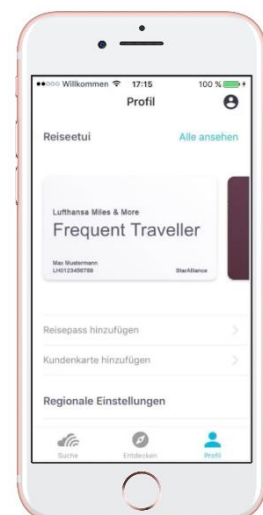 Willkommen 17:15 100 %
Profil
Reiseetui Alle ansehen
Lufthansa Miles & More
Frequent Traveller
Max Mustermann
LH0123456789 StarAlliance
Reisepass hinzufügen
Kundenkarte hinzufügen
Regionale Einstellungen
Suche Entdecken Profil